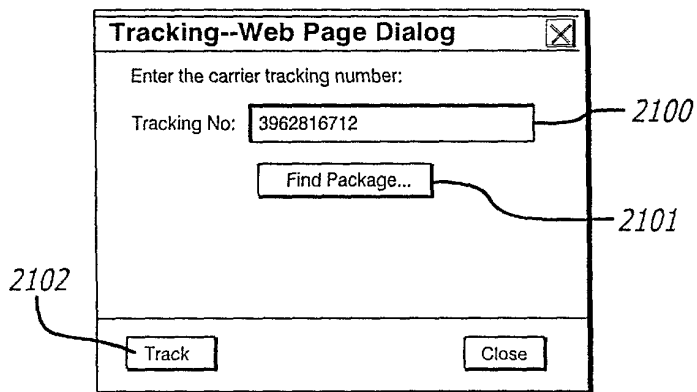 Tracking--Web Page Dialog
Enter the carrier tracking number:
Tracking No: 3962816712
2100
Find Package...
2101
2102
Track
Close